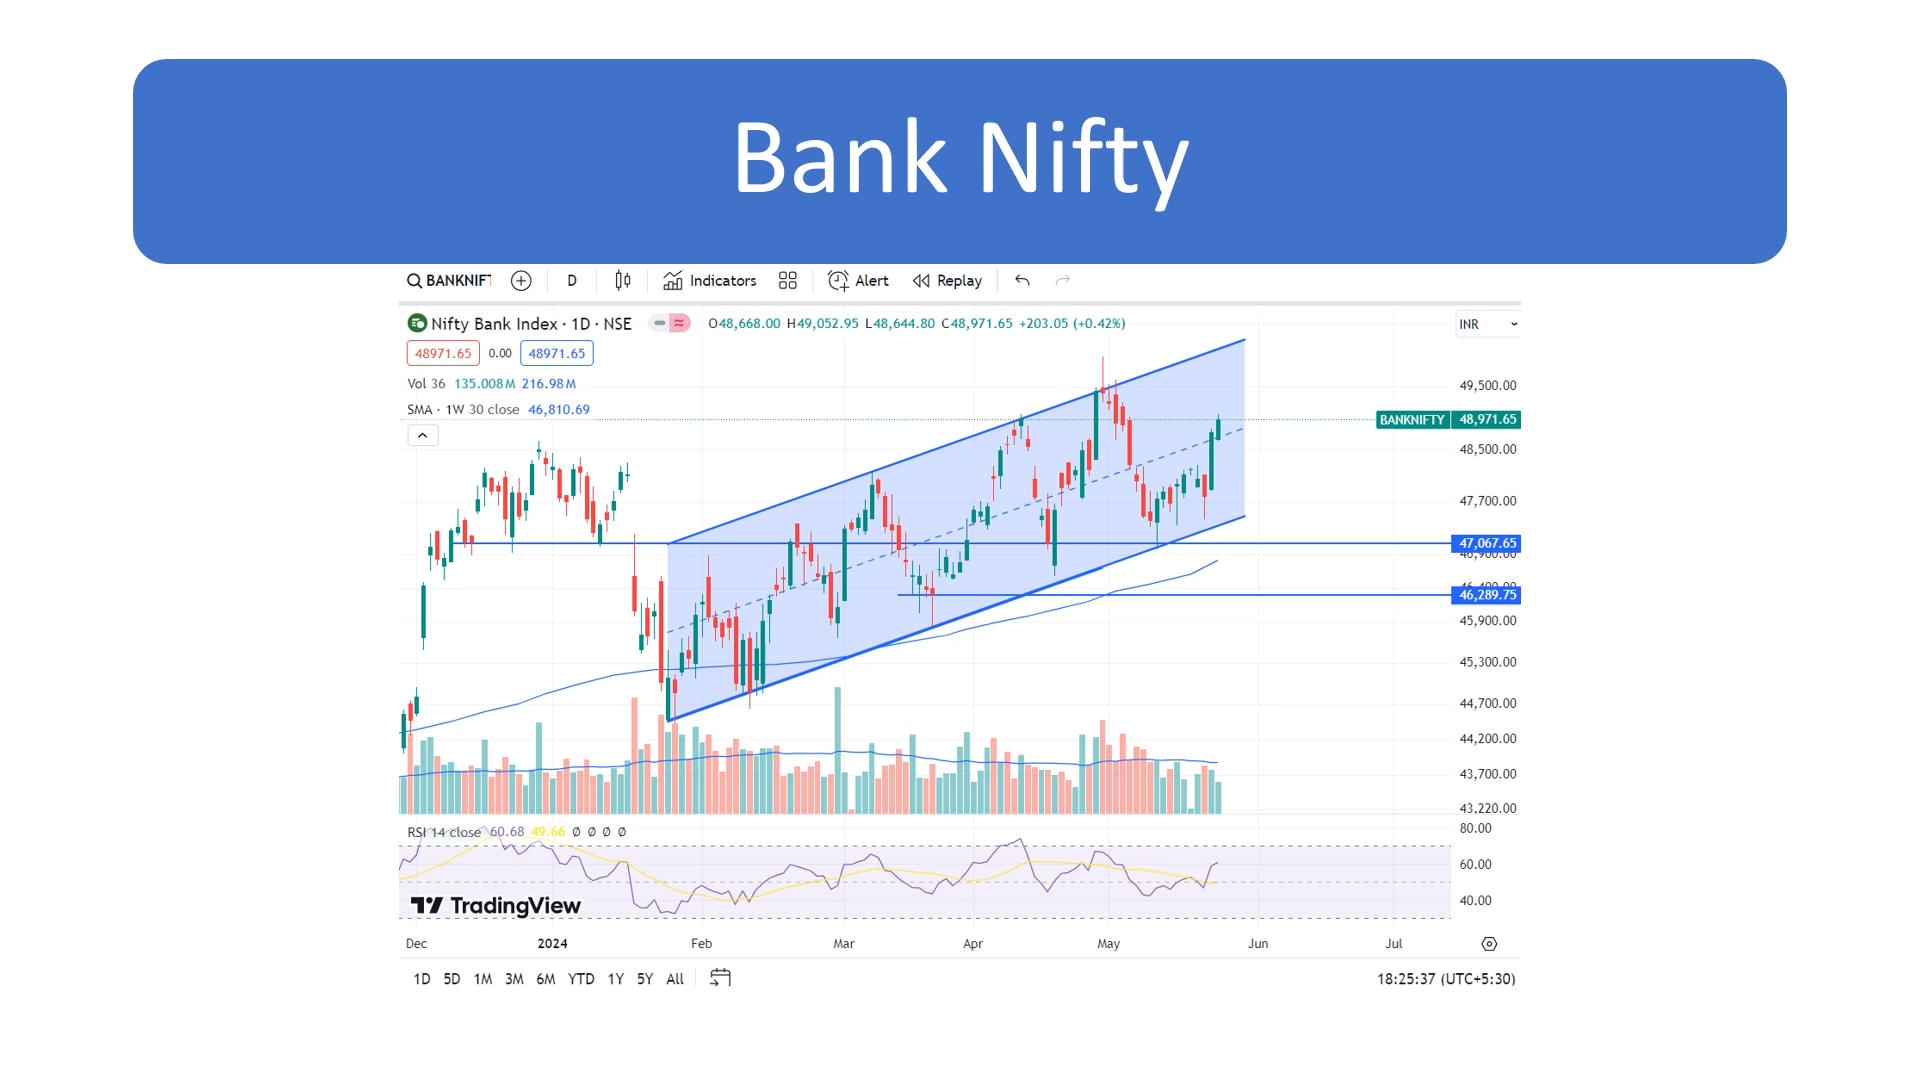 Bank Nifty
BANKNIFT D Indicators Alert Replay
Nifty Bank Index · 1D · NSE O48,668.00 H49,052.95 L48,644.80 C48,971.65 +203.05 (+0.42%) INR
48971.65 0.00 48971.65
Vol 36 135.008M 216.98M
SMA · 1W 30 close 46,810.69
49,500.00
BANKNIFTY 48,971.65
48,500.00
47,700.00
47,067.65
46,900.00
46,400.00
46,289.75
45,900.00
45,300.00
44,700.00
44,200.00
43,700.00
43,220.00
RSI 14 close 60.68 49.66 Ø Ø Ø Ø
80.00
60.00
40.00
TradingView
Dec 2024 Feb Mar Apr May Jun Jul
1D 5D 1M 3M 6M YTD 1Y 5Y All 18:25:37 (UTC+5:30)